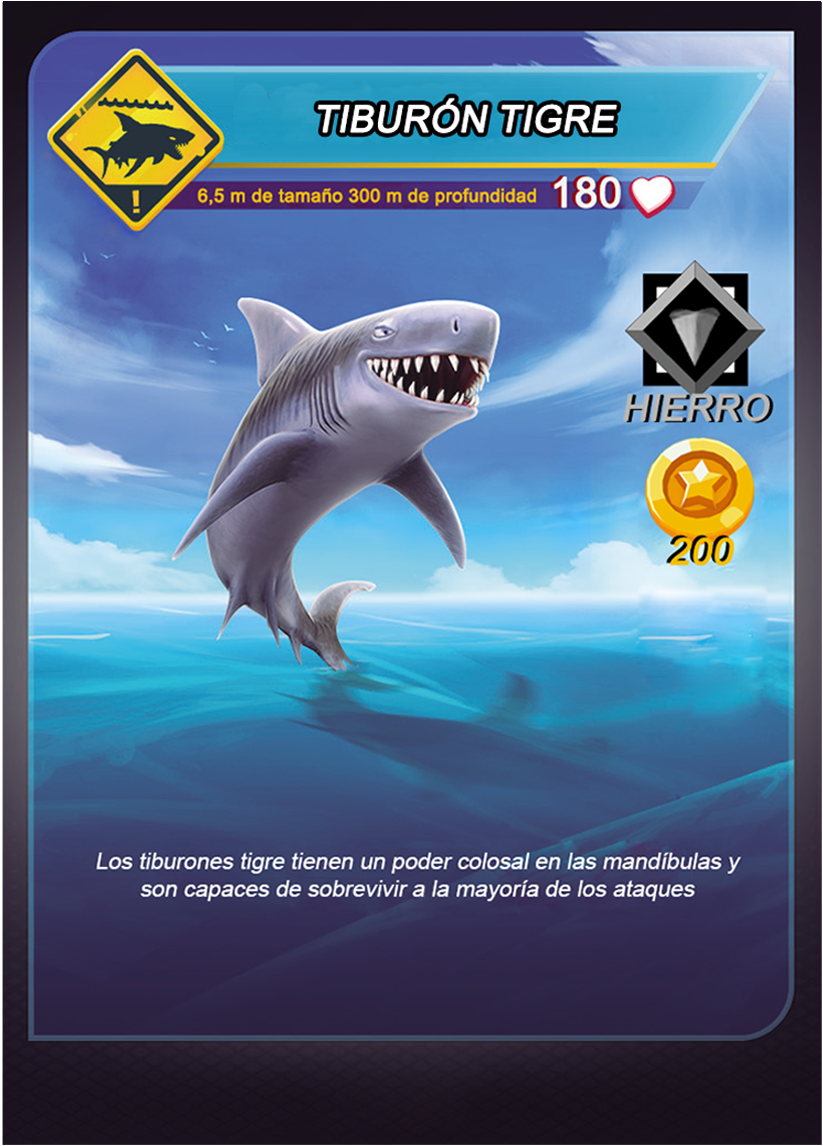 TIBURÓN TIGRE
6,5 m de tamaño 300 m de profundidad 180
!
HIERRO
200
Los tiburones tigre tienen un poder colosal en las mandíbulas y
son capaces de sobrevivir a la mayoría de los ataques